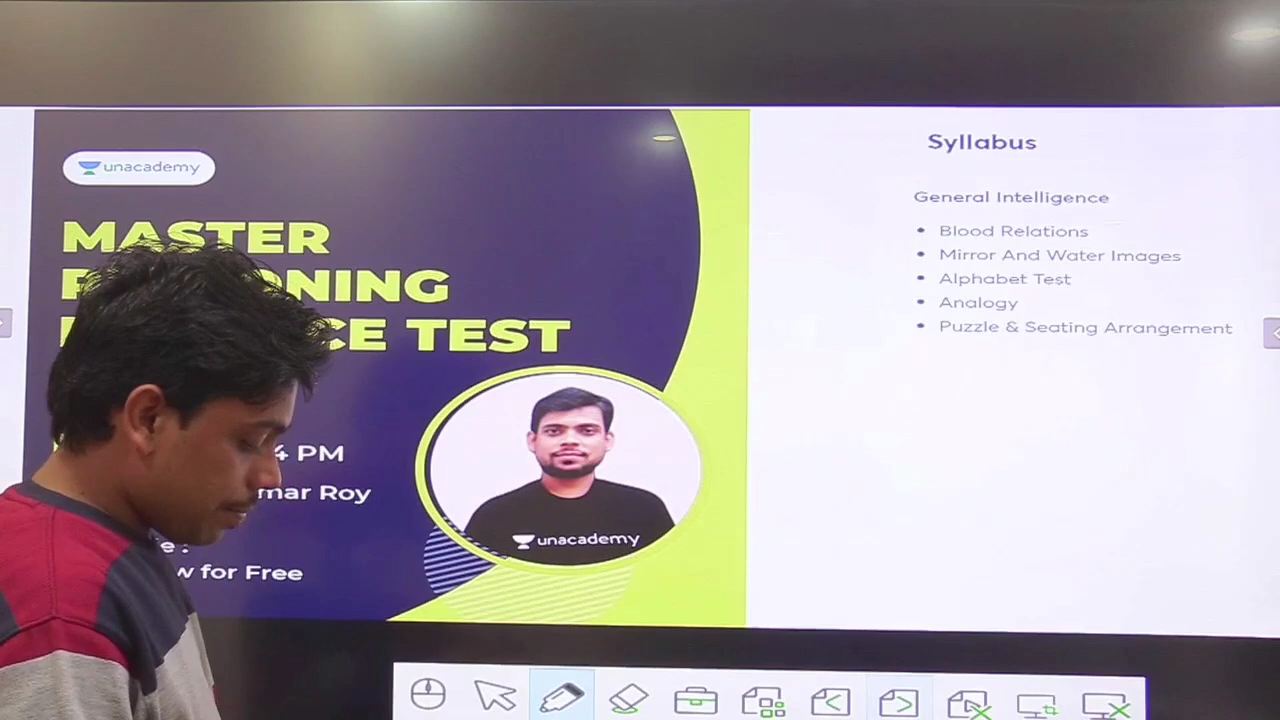 unacademy
MASTER
NING
CE TEST
4 PM
mar Roy
e :
w for Free
unacademy
Syllabus
General Intelligence
• Blood Relations
• Mirror And Water Images
• Alphabet Test
• Analogy
• Puzzle & Seating Arrangement